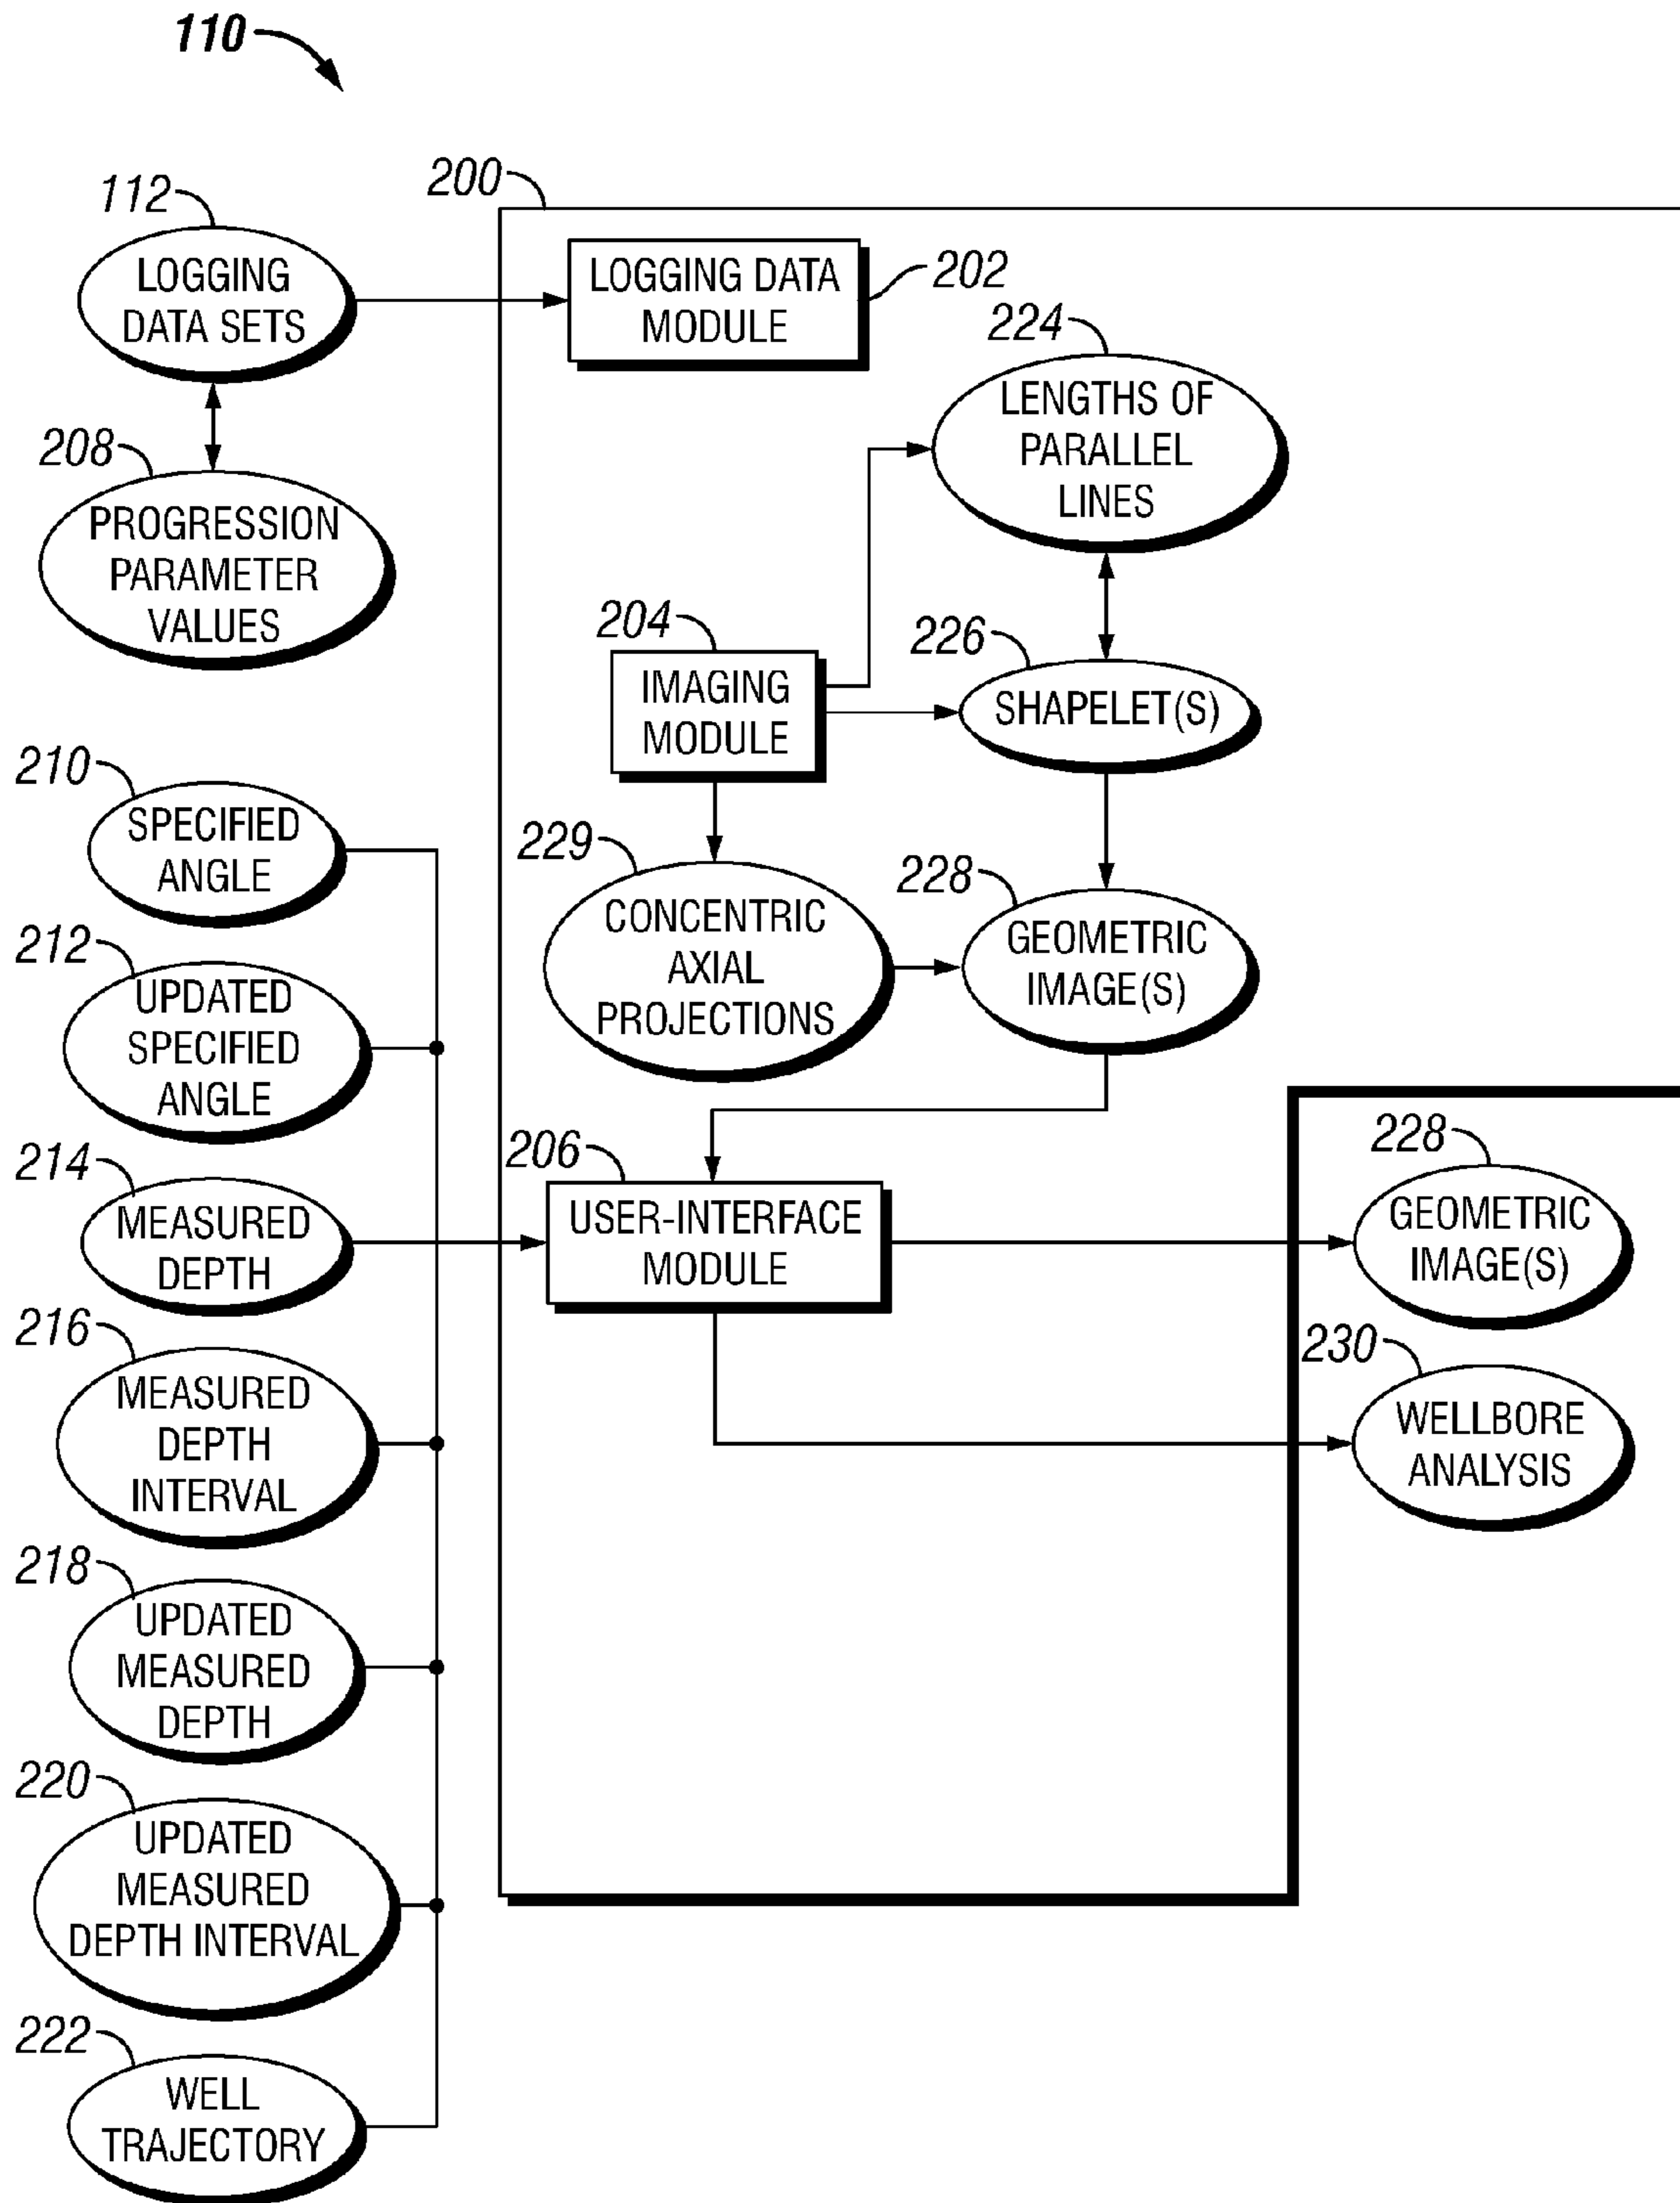 110
200
112
LOGGING
DATA SETS
LOGGING DATA
MODULE
202
224
LENGTHS OF
PARALLEL
LINES
208
PROGRESSION
PARAMETER
VALUES
204
IMAGING
MODULE
226
SHAPELET(S)
210
SPECIFIED
ANGLE
229
CONCENTRIC
AXIAL
PROJECTIONS
228
GEOMETRIC
IMAGE(S)
212
UPDATED
SPECIFIED
ANGLE
214
MEASURED
DEPTH
206
USER-INTERFACE
MODULE
228
GEOMETRIC
IMAGE(S)
216
MEASURED
DEPTH
INTERVAL
230
WELLBORE
ANALYSIS
218
UPDATED
MEASURED
DEPTH
220
UPDATED
MEASURED
DEPTH INTERVAL
222
WELL
TRAJECTORY